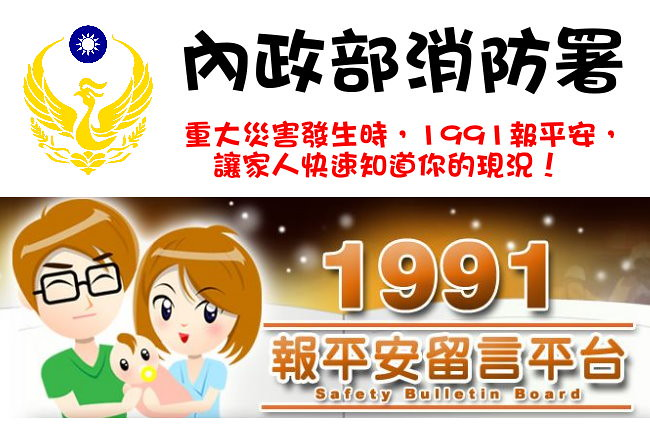 內政部消防署
重大災害發生時，1991報平安，
讓家人快速知道你的現況！
1991
報平安留言平台
Safety Bulletin Board